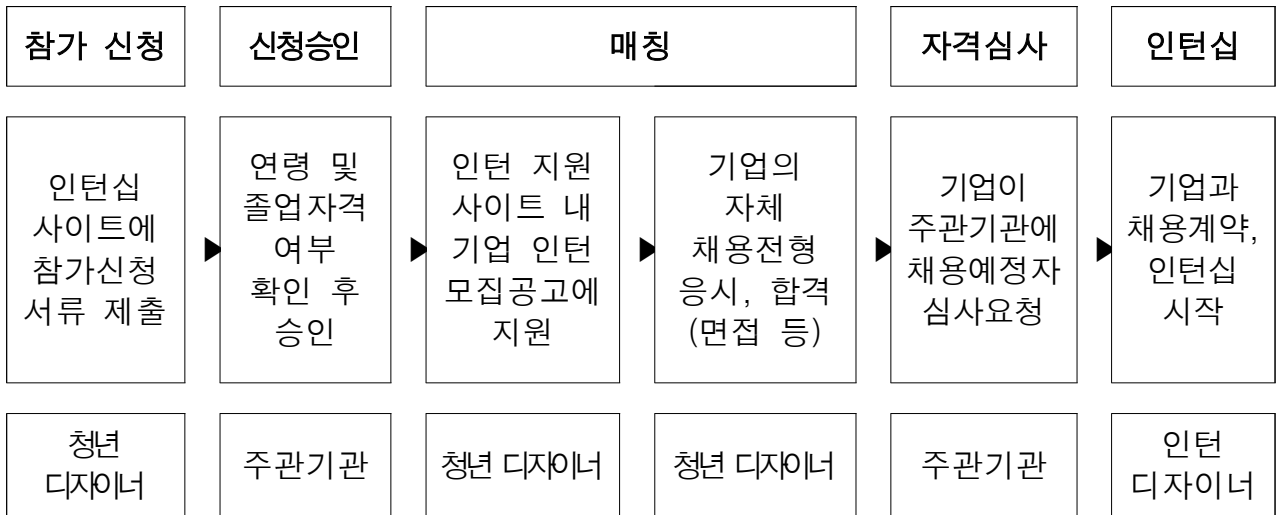 참가 신청
신청승인
매칭
자격심사
인턴십
인턴십
사이트에
참가신청
서류 제출
▶
연령 및
졸업자격
여부
확인 후
승인
▶
인턴 지원
사이트 내
기업 인턴
모집공고에
지원
▶
기업의
자체
채용전형
응시, 합격
(면접 등)
▶
기업이
주관기관에
채용예정자
심사요청
▶
기업과
채용계약,
인턴십
시작
청년
디자이너
주관기관
청년 디자이너
청년 디자이너
주관기관
인턴
디자이너